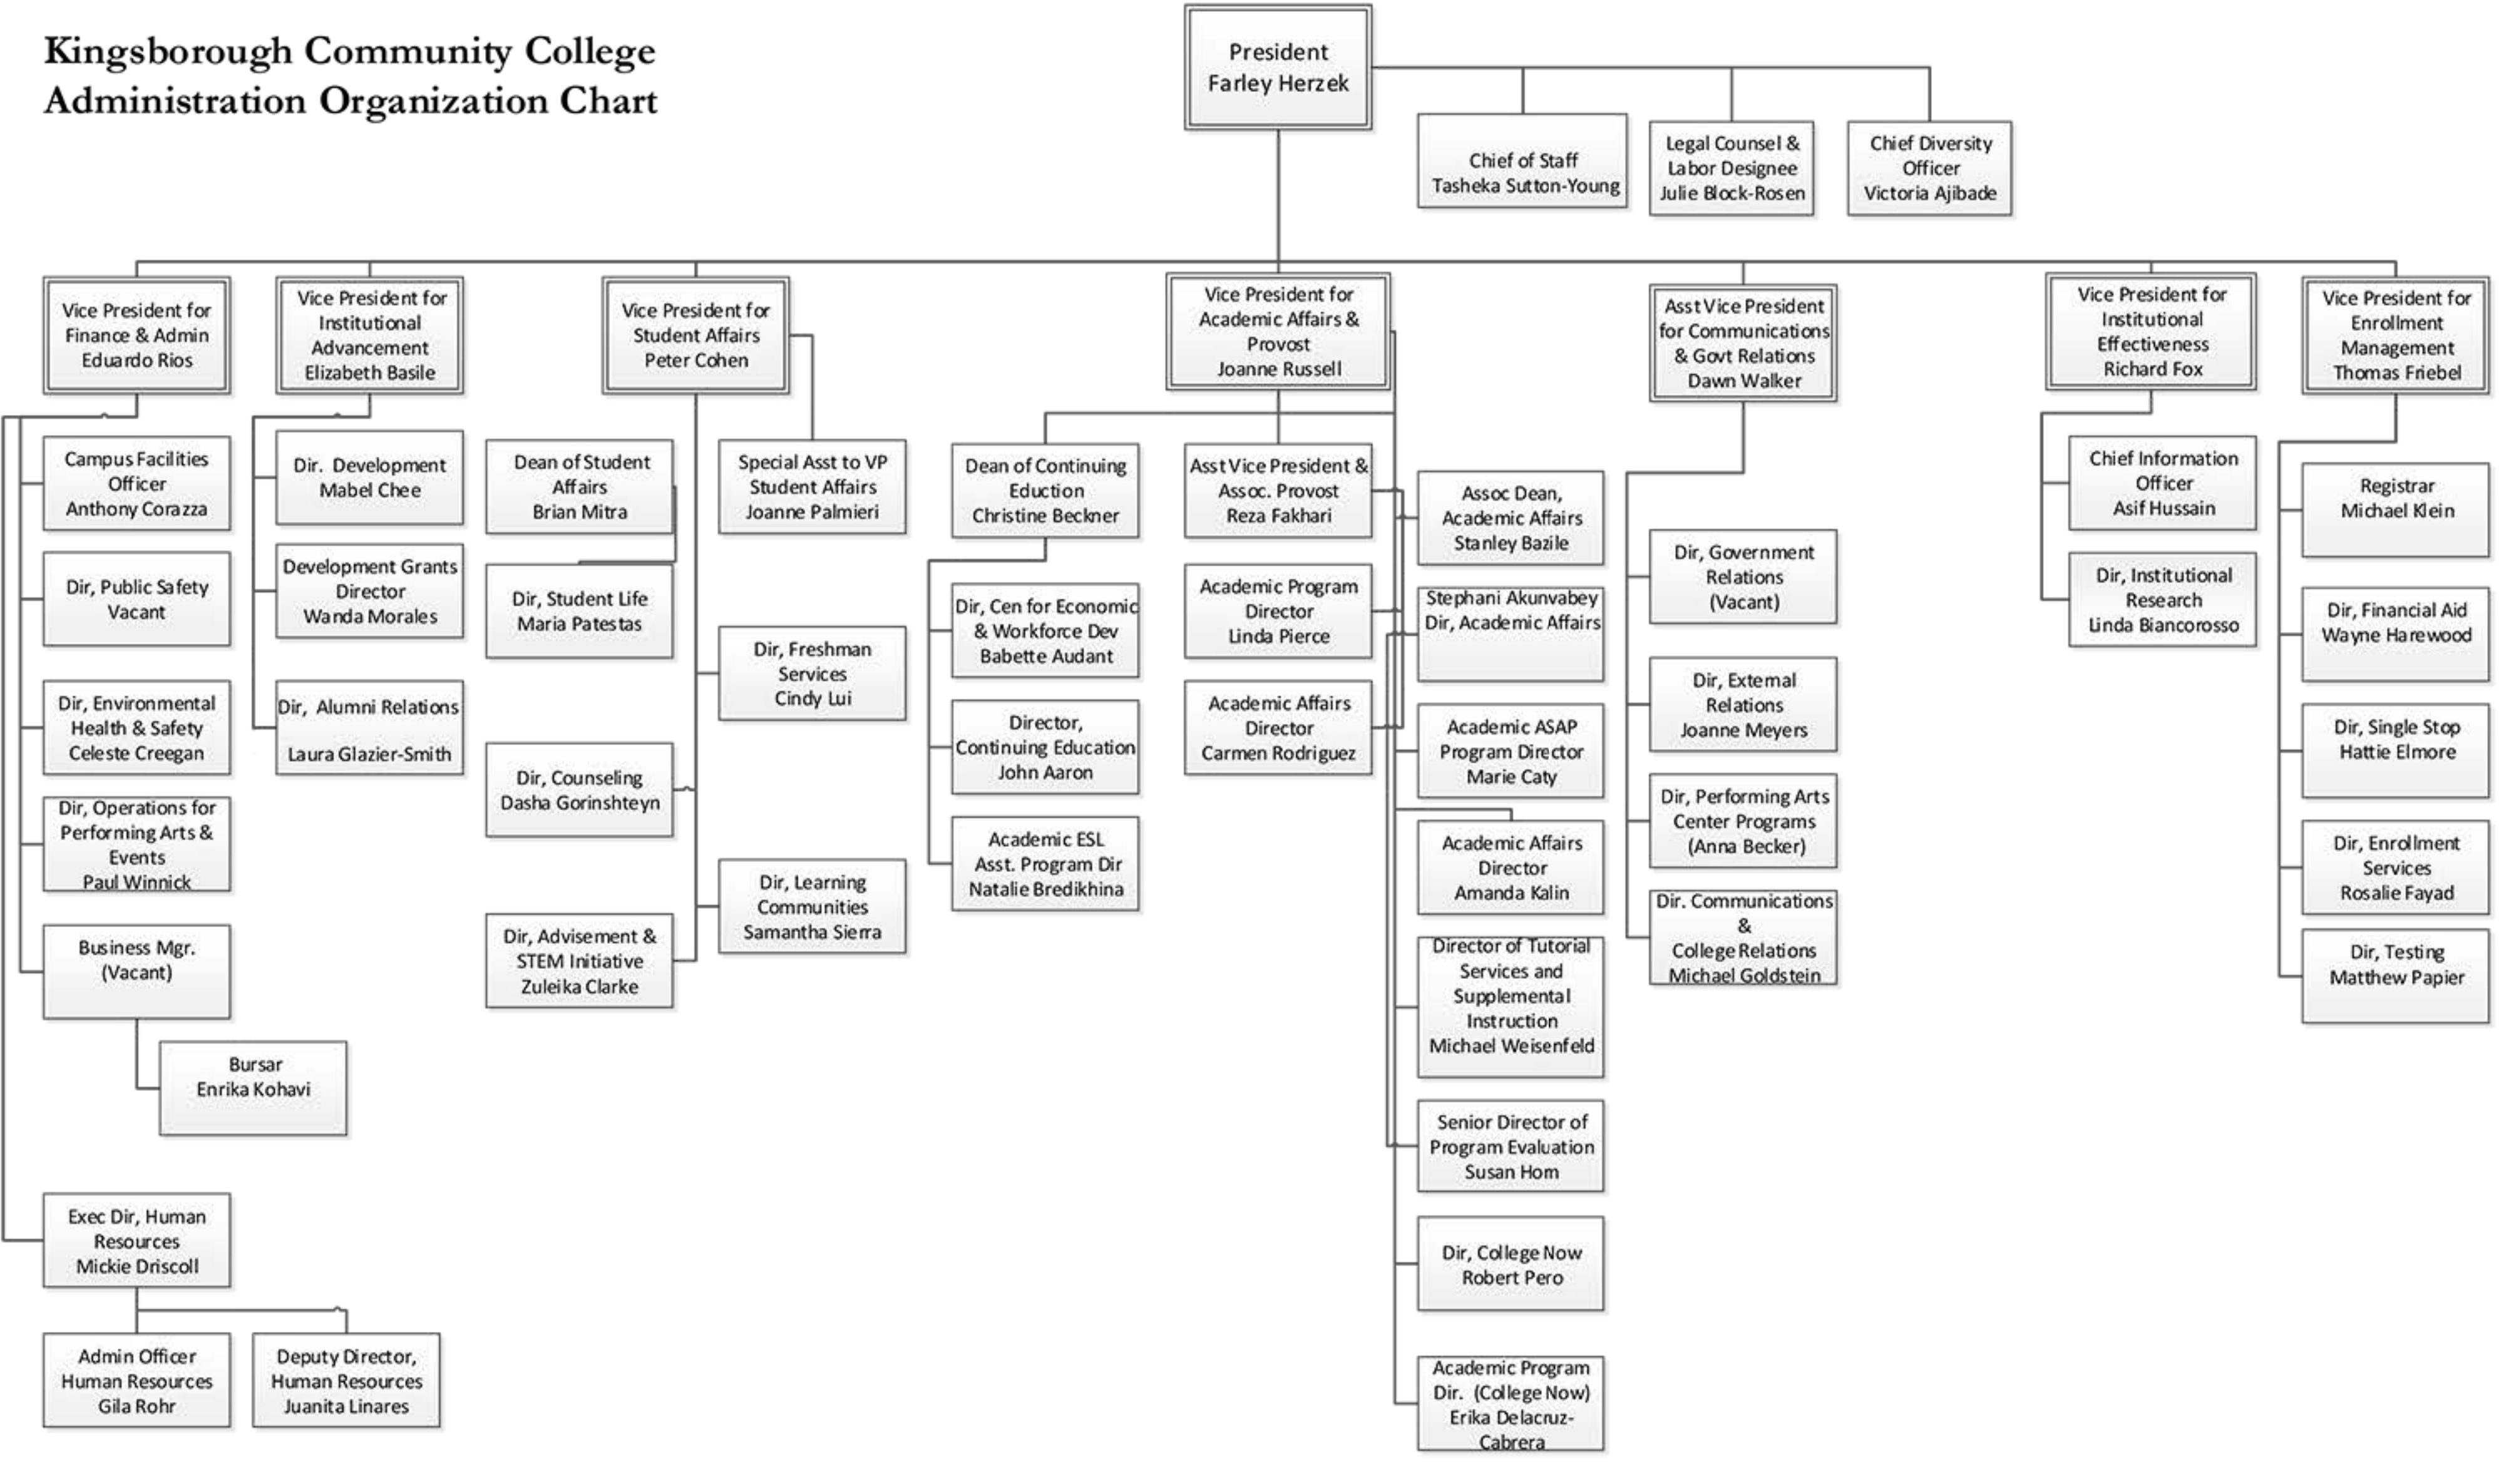 Kingsborough Community College
Administration Organization Chart
President
Farley Herzek
Chief of Staff
Tasheka Sutton-Young
Legal Counsel &
Labor Designee
Julie Block-Rosen
Chief Diversity
Officer
Victoria Ajibade
Vice President for
Finance & Admin
Eduardo Rios
Vice President for
Institutional
Advancement
Elizabeth Basile
Vice President for
Student Affairs
Peter Cohen
Vice President for
Academic Affairs &
Provost
Joanne Russell
Asst Vice President
for Communications
& Govt Relations
Dawn Walker
Vice President for
Institutional
Effectiveness
Richard Fox
Vice President for
Enrollment
Management
Thomas Friebel
Campus Facilities
Officer
Anthony Corazza
Dir, Public Safety
Vacant
Dir, Environmental
Health & Safety
Celeste Creegan
Dir, Operations for
Performing Arts &
Events
Paul Winnick
Business Mgr.
(Vacant)
Bursar
Enrika Kohavi
Exec Dir, Human
Resources
Mickie Driscoll
Admin Officer
Human Resources
Gila Rohr
Deputy Director,
Human Resources
Juanita Linares
Dir. Development
Mabel Chee
Development Grants
Director
Wanda Morales
Dir, Alumni Relations
Laura Glazier-Smith
Dean of Student
Affairs
Brian Mitra
Dir, Student Life
Maria Patestas
Dir, Counseling
Dasha Gorinshteyn
Dir, Advisement &
STEM Initiative
Zuleika Clarke
Special Asst to VP
Student Affairs
Joanne Palmieri
Dir, Freshman
Services
Cindy Lui
Dir, Learning
Communities
Samantha Sierra
Dean of Continuing
Eduction
Christine Beckner
Dir, Cen for Economic
& Workforce Dev
Babette Audant
Director,
Continuing Education
John Aaron
Academic ESL
Asst. Program Dir
Natalie Bredikhina
Asst Vice President &
Assoc. Provost
Reza Fakhari
Academic Program
Director
Linda Pierce
Academic Affairs
Director
Carmen Rodriguez
Assoc Dean,
Academic Affairs
Stanley Bazile
Stephani Akunvabey
Dir, Academic Affairs
Academic ASAP
Program Director
Marie Caty
Academic Affairs
Director
Amanda Kalin
Director of Tutorial
Services and
Supplemental
Instruction
Michael Weisenfeld
Senior Director of
Program Evaluation
Susan Horn
Dir, College Now
Robert Pero
Academic Program
Dir. (College Now)
Erika Delacruz-
Cabrera
Dir, Government
Relations
(Vacant)
Dir, External
Relations
Joanne Meyers
Dir, Performing Arts
Center Programs
(Anna Becker)
Dir. Communications
&
College Relations
Michael Goldstein
Chief Information
Officer
Asif Hussain
Dir, Institutional
Research
Linda Biancorosso
Registrar
Michael Klein
Dir, Financial Aid
Wayne Harewood
Dir, Single Stop
Hattie Elmore
Dir, Enrollment
Services
Rosalie Fayad
Dir, Testing
Matthew Papier